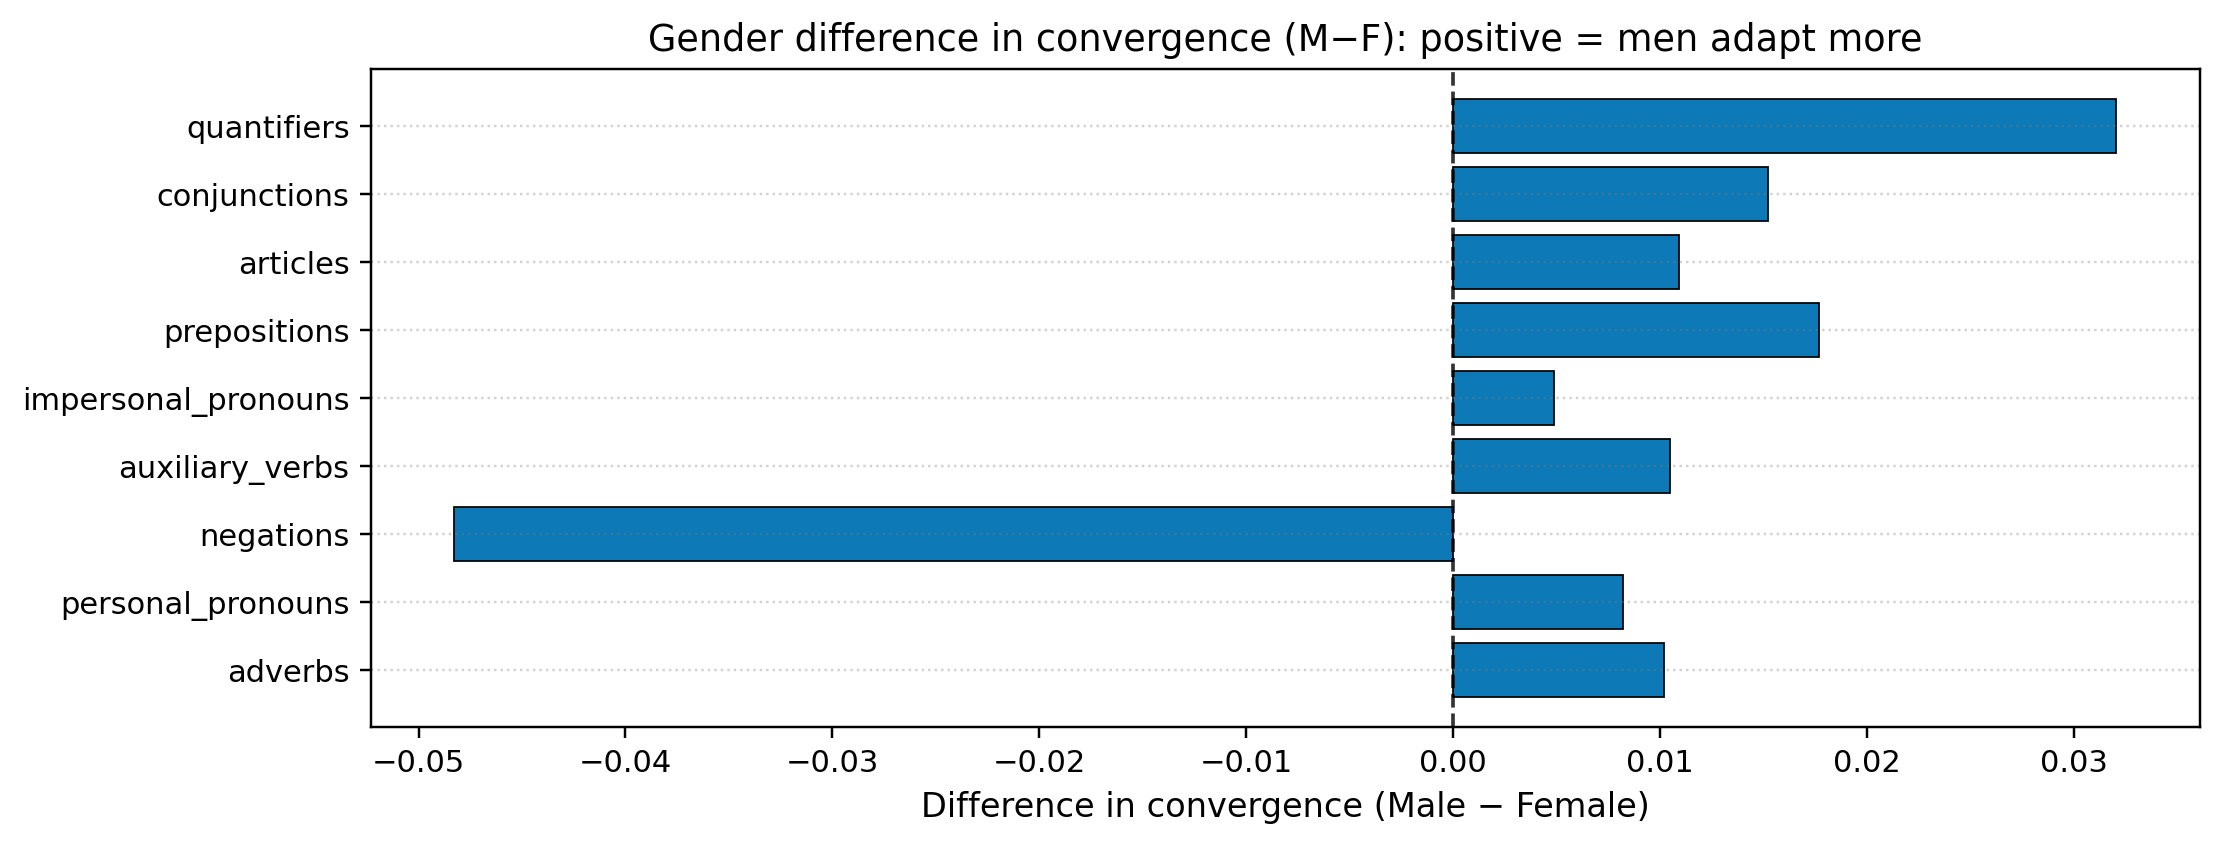 Gender difference in convergence (M−F): positive = men adapt more
quantifiers
conjunctions
articles
prepositions
impersonal_pronouns
auxiliary_verbs
negations
personal_pronouns
adverbs
−0.05 −0.04 −0.03 −0.02 −0.01 0.00 0.01 0.02 0.03
Difference in convergence (Male − Female)